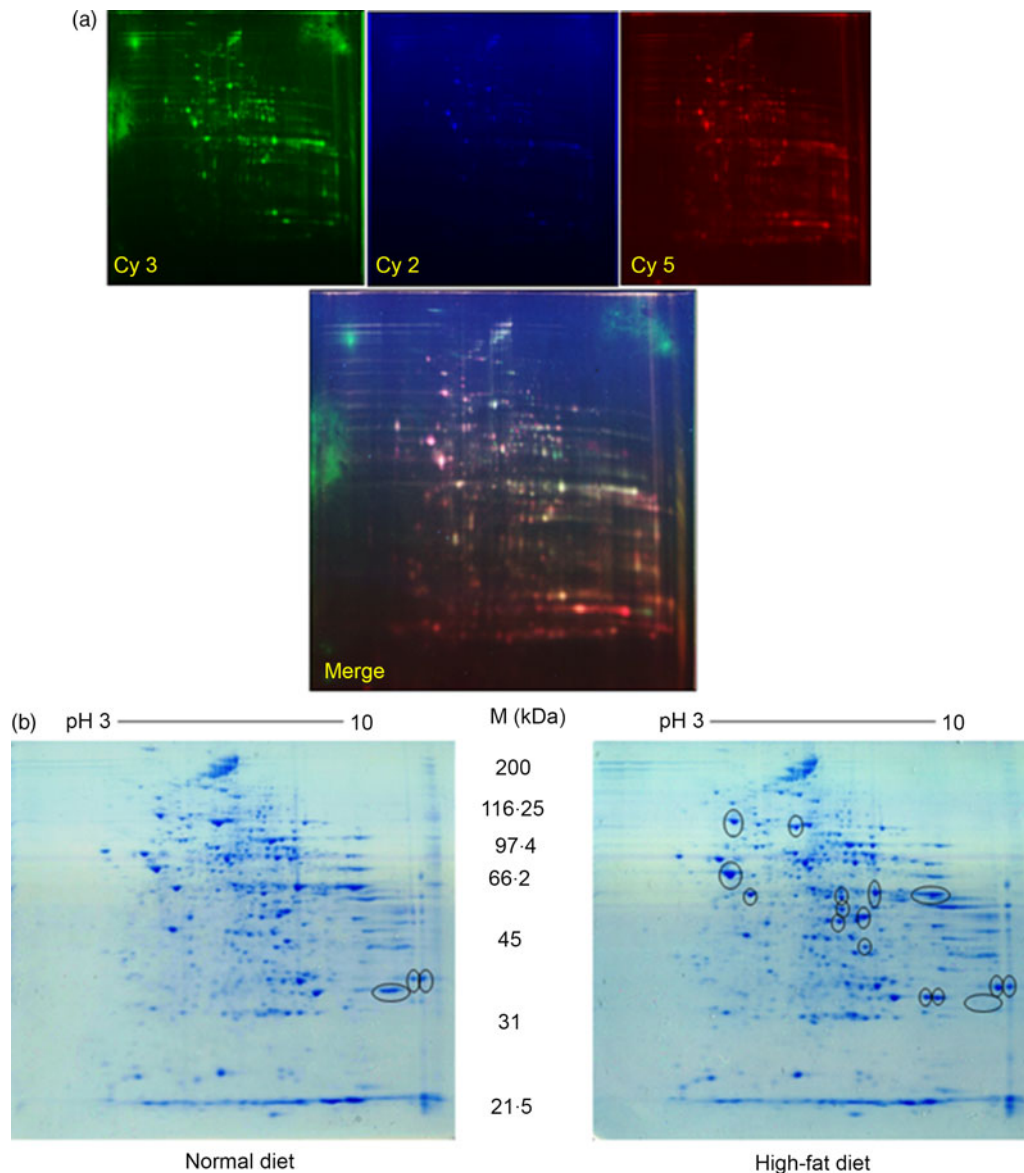 (a)
Cy 3
Cy 2
Cy 5
Merge
(b)
pH 3
10
M (kDa)
pH 3
10
200
116·25
97·4
66·2
45
31
21·5
Normal diet
High-fat diet